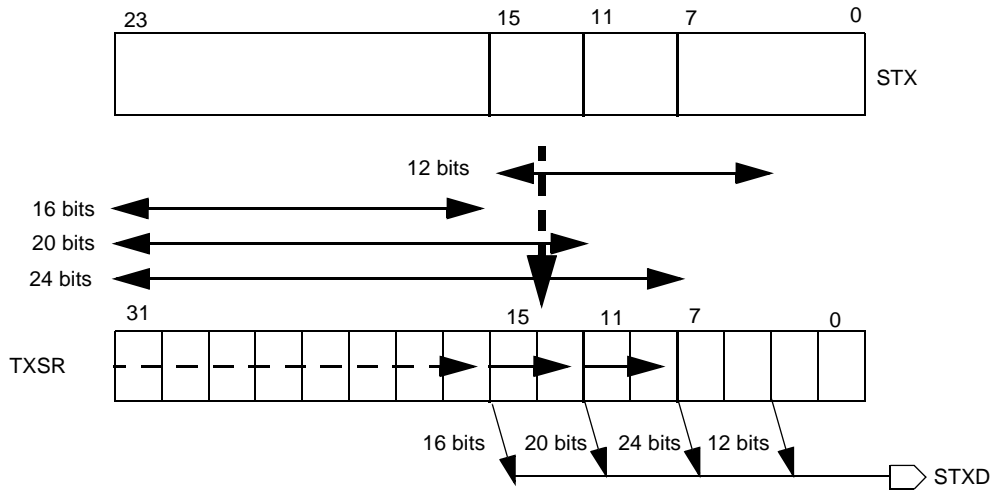 23 15 11 7 0
STX
12 bits
16 bits
20 bits
24 bits
31 15 11 7 0
TXSR
16 bits 20 bits 24 bits 12 bits
STXD